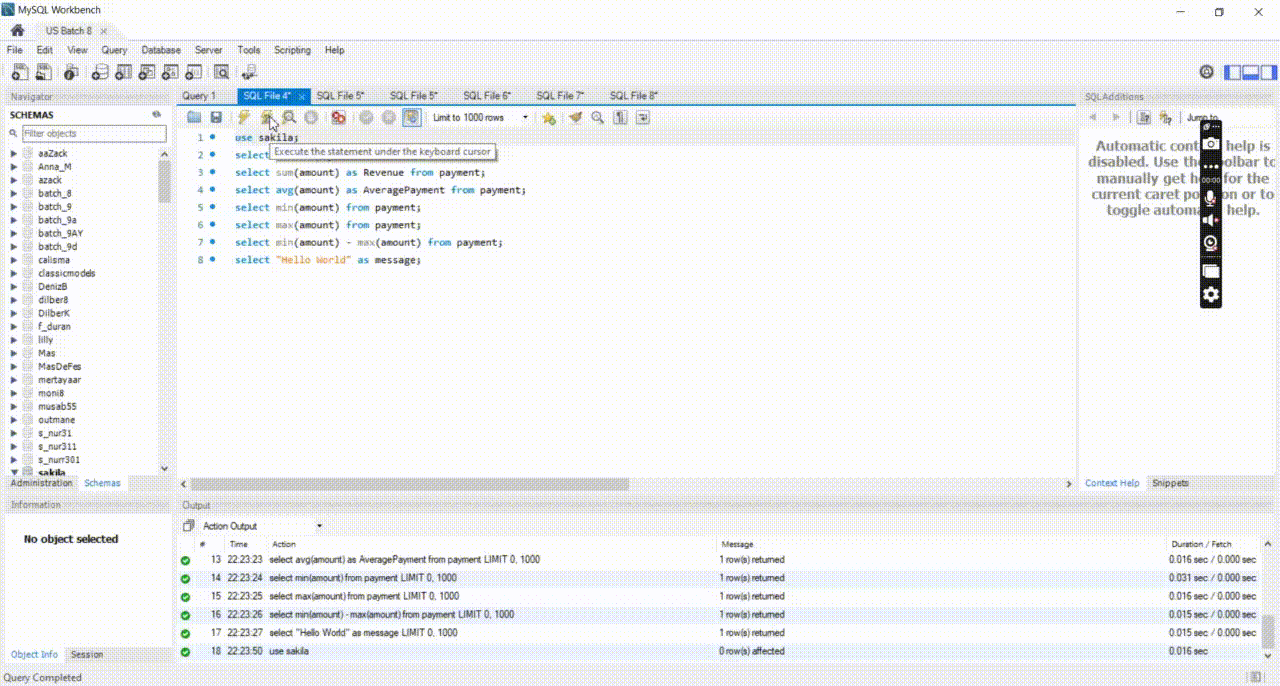 MySQL Workbench
US Batch 8 ×
File Edit View Query Database Server Tools Scripting Help
Navigator
SCHEMAS
Filter objects
aaZack
Anna_M
azack
batch_8
batch_9
batch_9a
batch_9AY
batch_9d
calisma
classicmodels
DenizB
dilber8
DilberK
f_duran
lilly
Mas
MasDeFes
mertayaar
moni8
musab55
outmane
s_nur31
s_nur311
s_nurr301
sakila
Administration Schemas
Information
No object selected
Object Info Session
Query 1 SQL File 4* × SQL File 5* SQL File 5* SQL File 6* SQL File 7* SQL File 8*
Limit to 1000 rows
1 use sakila;
2 select
Execute the statement under the keyboard cursor
3 select sum(amount) as Revenue from payment;
4 select avg(amount) as AveragePayment from payment;
5 select min(amount) from payment;
6 select max(amount) from payment;
7 select min(amount) - max(amount) from payment;
8 select "Hello World" as message;
SQLAdditions
Jump to
Automatic cont help is
disabled. Use the oolbar to
manually get h for the
current caret po on or to
toggle automa help.
00:00
Context Help Snippets
Output
Action Output
# Time Action Message Duration / Fetch
13 22:23:23 select avg(amount) as AveragePayment from payment LIMIT 0, 1000 1 row(s) returned 0.016 sec / 0.000 sec
14 22:23:24 select min(amount) from payment LIMIT 0, 1000 1 row(s) returned 0.031 sec / 0.000 sec
15 22:23:25 select max(amount) from payment LIMIT 0, 1000 1 row(s) returned 0.016 sec / 0.000 sec
16 22:23:26 select min(amount) - max(amount) from payment LIMIT 0, 1000 1 row(s) returned 0.015 sec / 0.000 sec
17 22:23:27 select "Hello World" as message LIMIT 0, 1000 1 row(s) returned 0.015 sec / 0.000 sec
18 22:23:50 use sakila 0 row(s) affected 0.016 sec
Query Completed